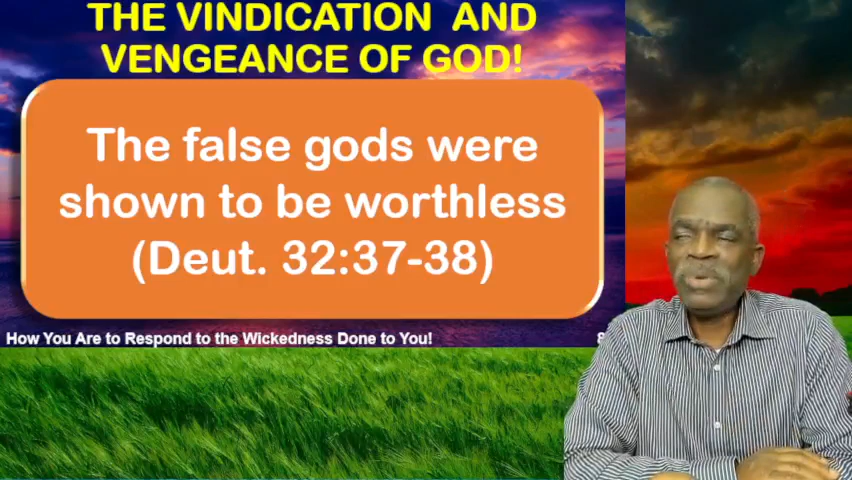 THE VINDICATION AND
VENGEANCE OF GOD!
The false gods were
shown to be worthless
(Deut. 32:37-38)
How You Are to Respond to the Wickedness Done to You!
8